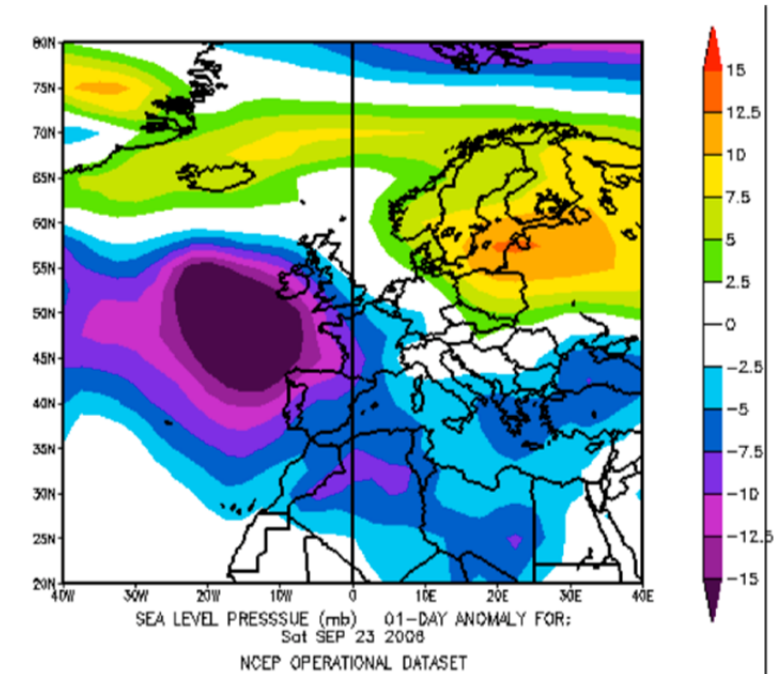 80N
75N
70N
65N
60N
55N
50N
45N
40N
35N
30N
25N
20N
40W 30W 20W 10W 0 10E 20E 30E 40E
15
12.5
10
7.5
5
2.5
0
-2.5
-5
-7.5
-10
-12.5
-15
SEA LEVEL PRESSSUE (mb) 01-DAY ANOMALY FOR:
Sat SEP 23 2006
NCEP OPERATIONAL DATASET